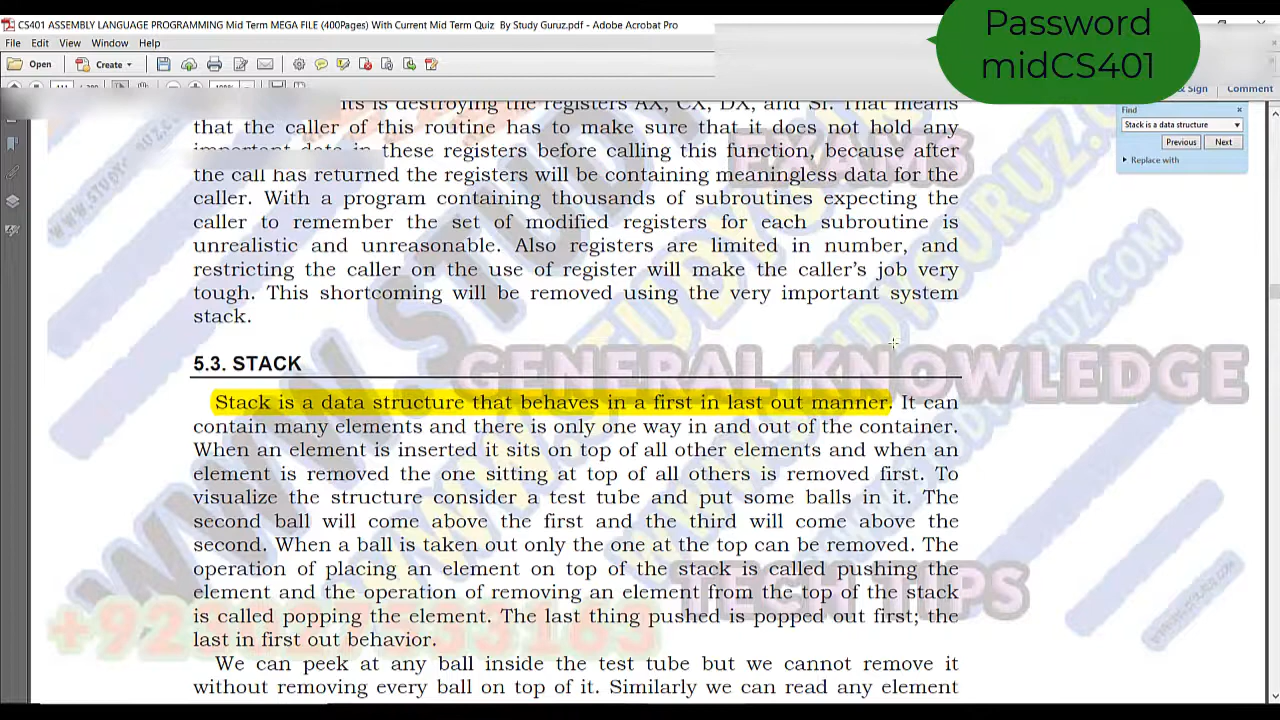 CS401 ASSEMBLY LANGUAGE PROGRAMMING Mid Term MEGA FILE (400Pages) With Current Mid Term Quiz By Study Guruz.pdf - Adobe Acrobat Pro
Password
midCS401
File Edit View Window Help
Open Create
& Sign Comment
Find
Stack is a data structure
Previous Next
Replace with
its is destroying the registers AX, CX, DX, and SI. That means
that the caller of this routine has to make sure that it does not hold any
important data in these registers before calling this function, because after
the call has returned the registers will be containing meaningless data for the
caller. With a program containing thousands of subroutines expecting the
caller to remember the set of modified registers for each subroutine is
unrealistic and unreasonable. Also registers are limited in number, and
restricting the caller on the use of register will make the caller's job very
tough. This shortcoming will be removed using the very important system
stack.
5.3. STACK
GENERAL KNOWLEDGE
Stack is a data structure that behaves in a first in last out manner. It can
contain many elements and there is only one way in and out of the container.
When an element is inserted it sits on top of all other elements and when an
element is removed the one sitting at top of all others is removed first. To
visualize the structure consider a test tube and put some balls in it. The
second ball will come above the first and the third will come above the
second. When a ball is taken out only the one at the top can be removed. The
operation of placing an element on top of the stack is called pushing the
element and the operation of removing an element from the top of the stack
is called popping the element. The last thing pushed is popped out first; the
last in first out behavior.
TECH TIPS
We can peek at any ball inside the test tube but we cannot remove it
without removing every ball on top of it. Similarly we can read any element